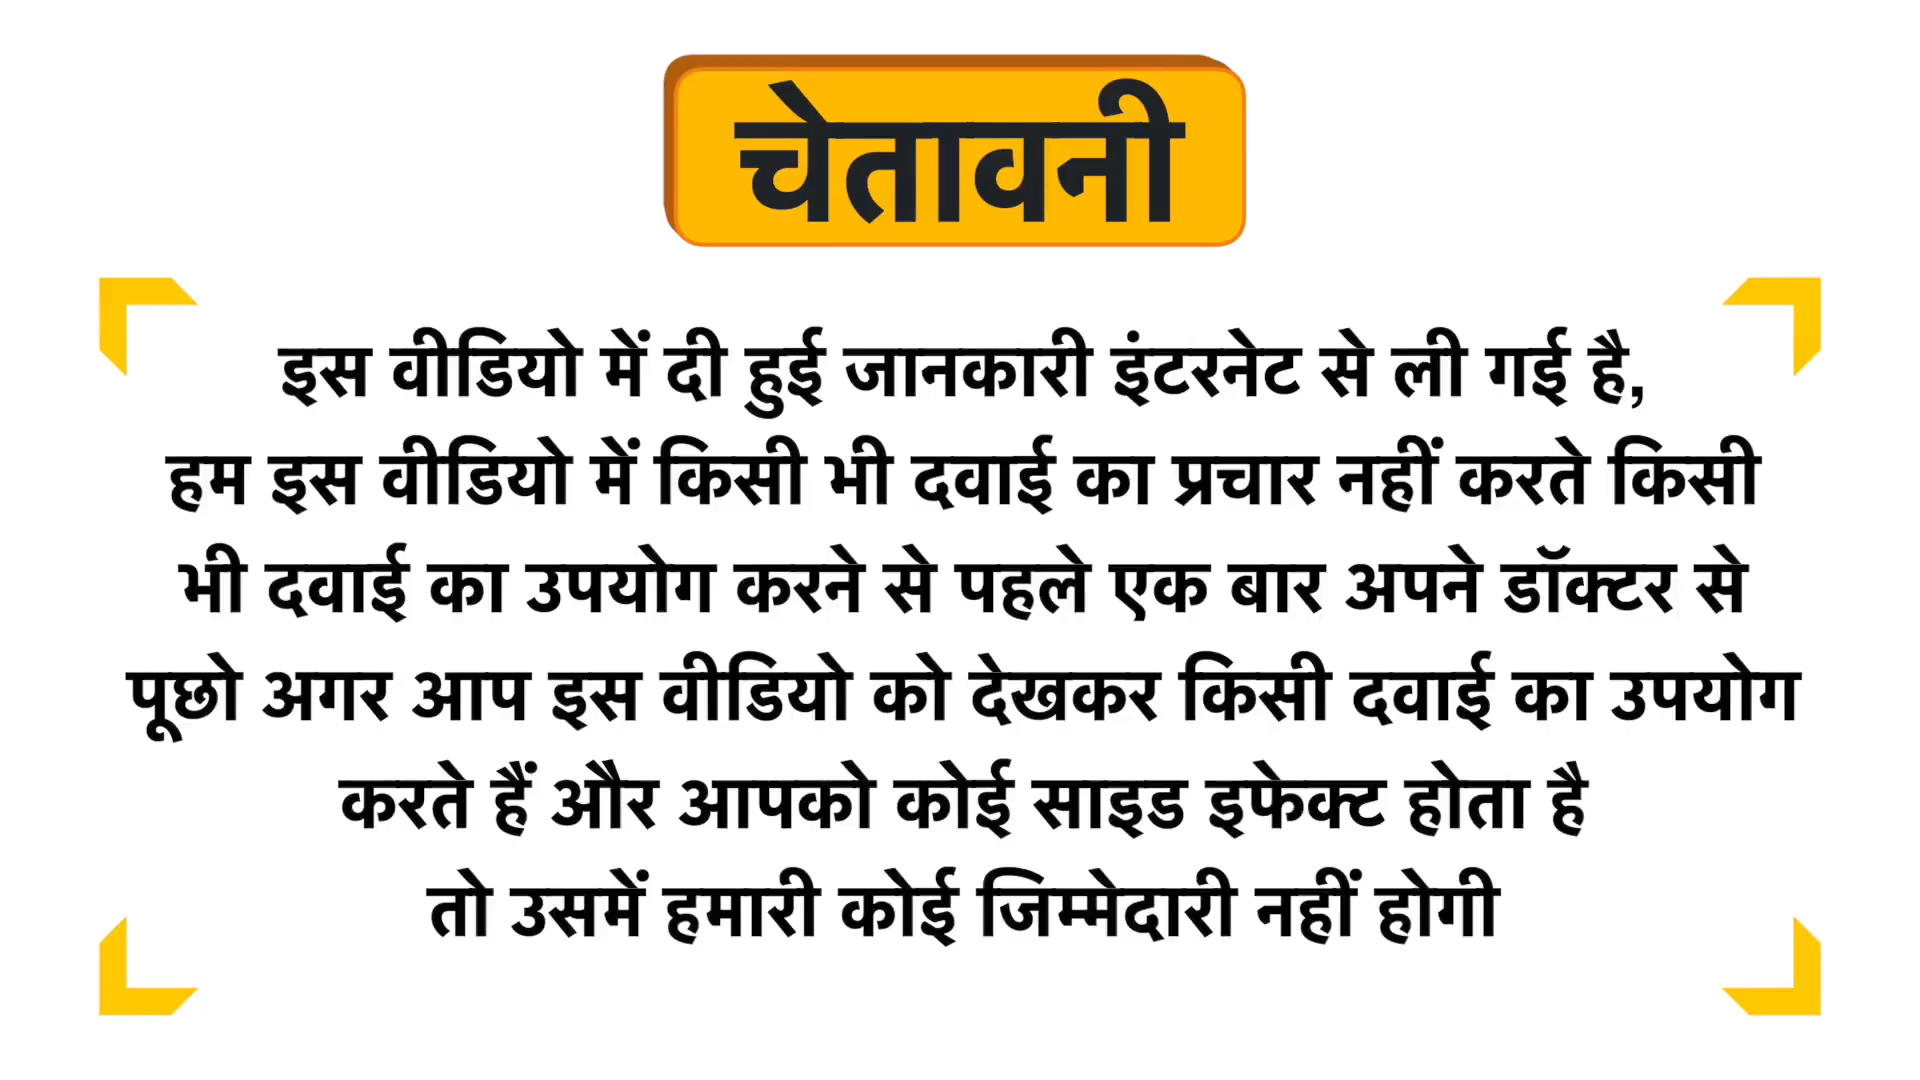 चेतावनी
इस वीडियो में दी हुई जानकारी इंटरनेट से ली गई है,
हम इस वीडियो में किसी भी दवाई का प्रचार नहीं करते किसी
भी दवाई का उपयोग करने से पहले एक बार अपने डॉक्टर से
पूछो अगर आप इस वीडियो को देखकर किसी दवाई का उपयोग
करते हैं और आपको कोई साइड इफेक्ट होता है
तो उसमें हमारी कोई जिम्मेदारी नहीं होगी